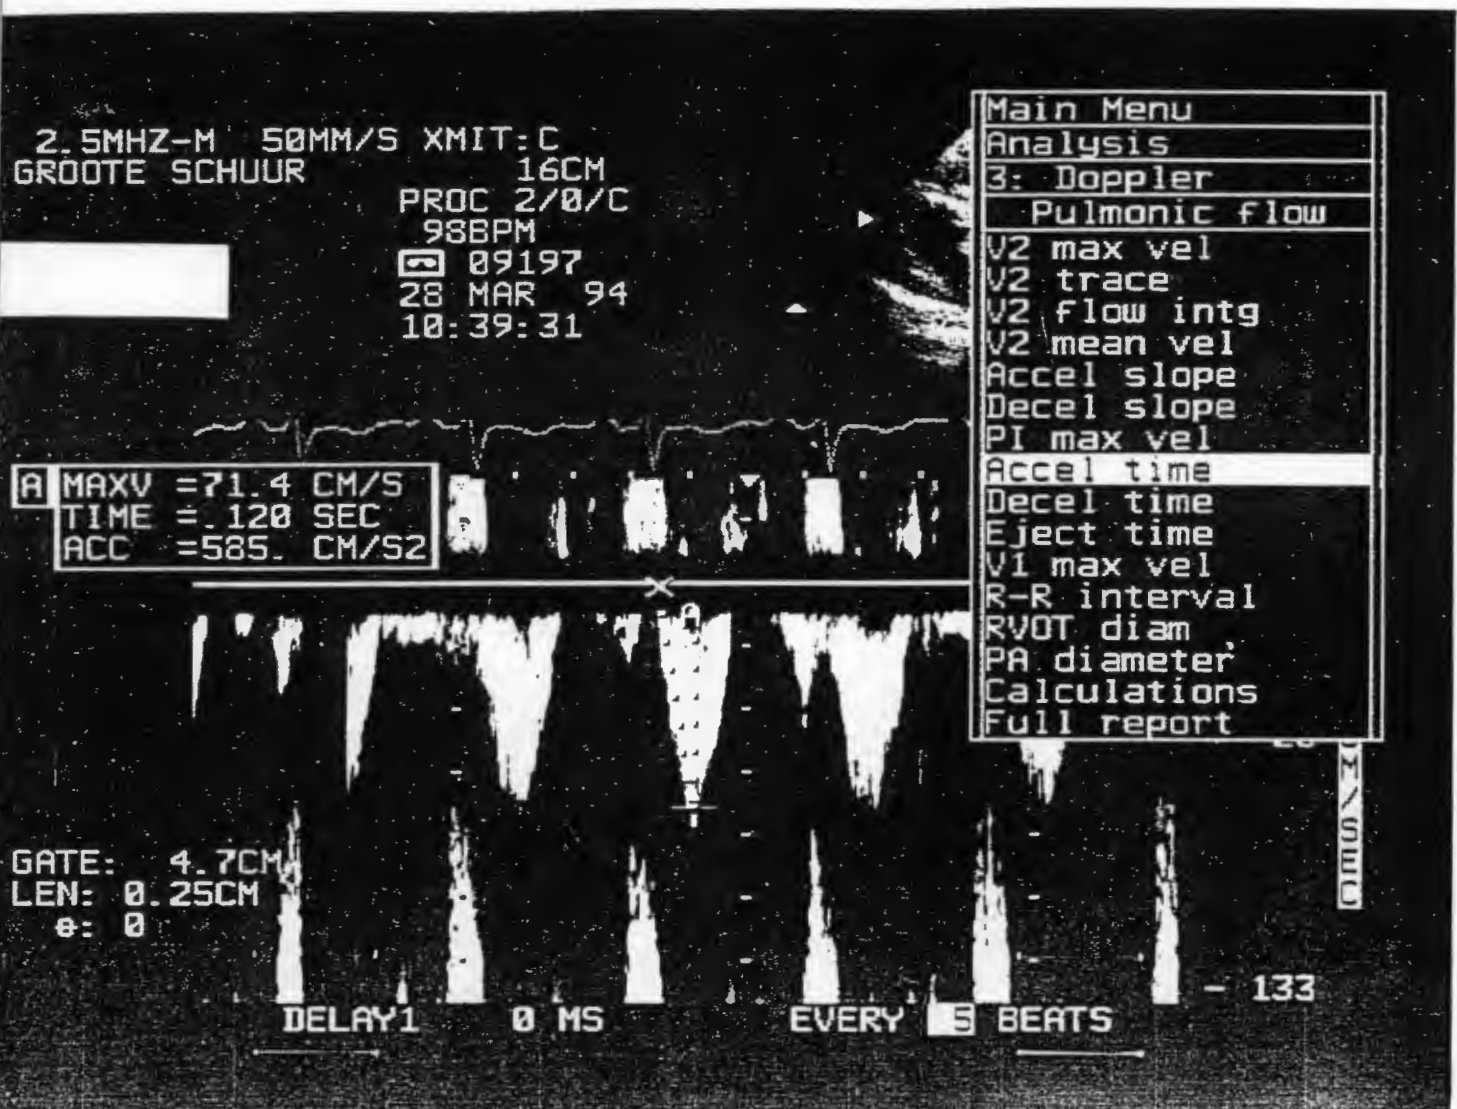 2.5MHZ-M 50MM/S XMIT:C
GROOTE SCHUUR 16CM
PROC 2/0/C
98BPM
09197
28 MAR 94
10:39:31
Main Menu
Analysis
3: Doppler
Pulmonic flow
V2 max vel
V2 trace
V2 flow intg
V2 mean vel
Accel slope
Decel slope
PI max vel
Accel time
Decel time
Eject time
V1 max vel
R-R interval
RVOT diam
PA diameter
Calculations
Full report
A MAXV =71.4 CM/S
TIME =.120 SEC
ACC =585. CM/S2
CM/SEC
GATE: 4.7CM
LEN: 0.25CM
θ: 0
- 133
DELAY1 0 MS EVERY 5 BEATS